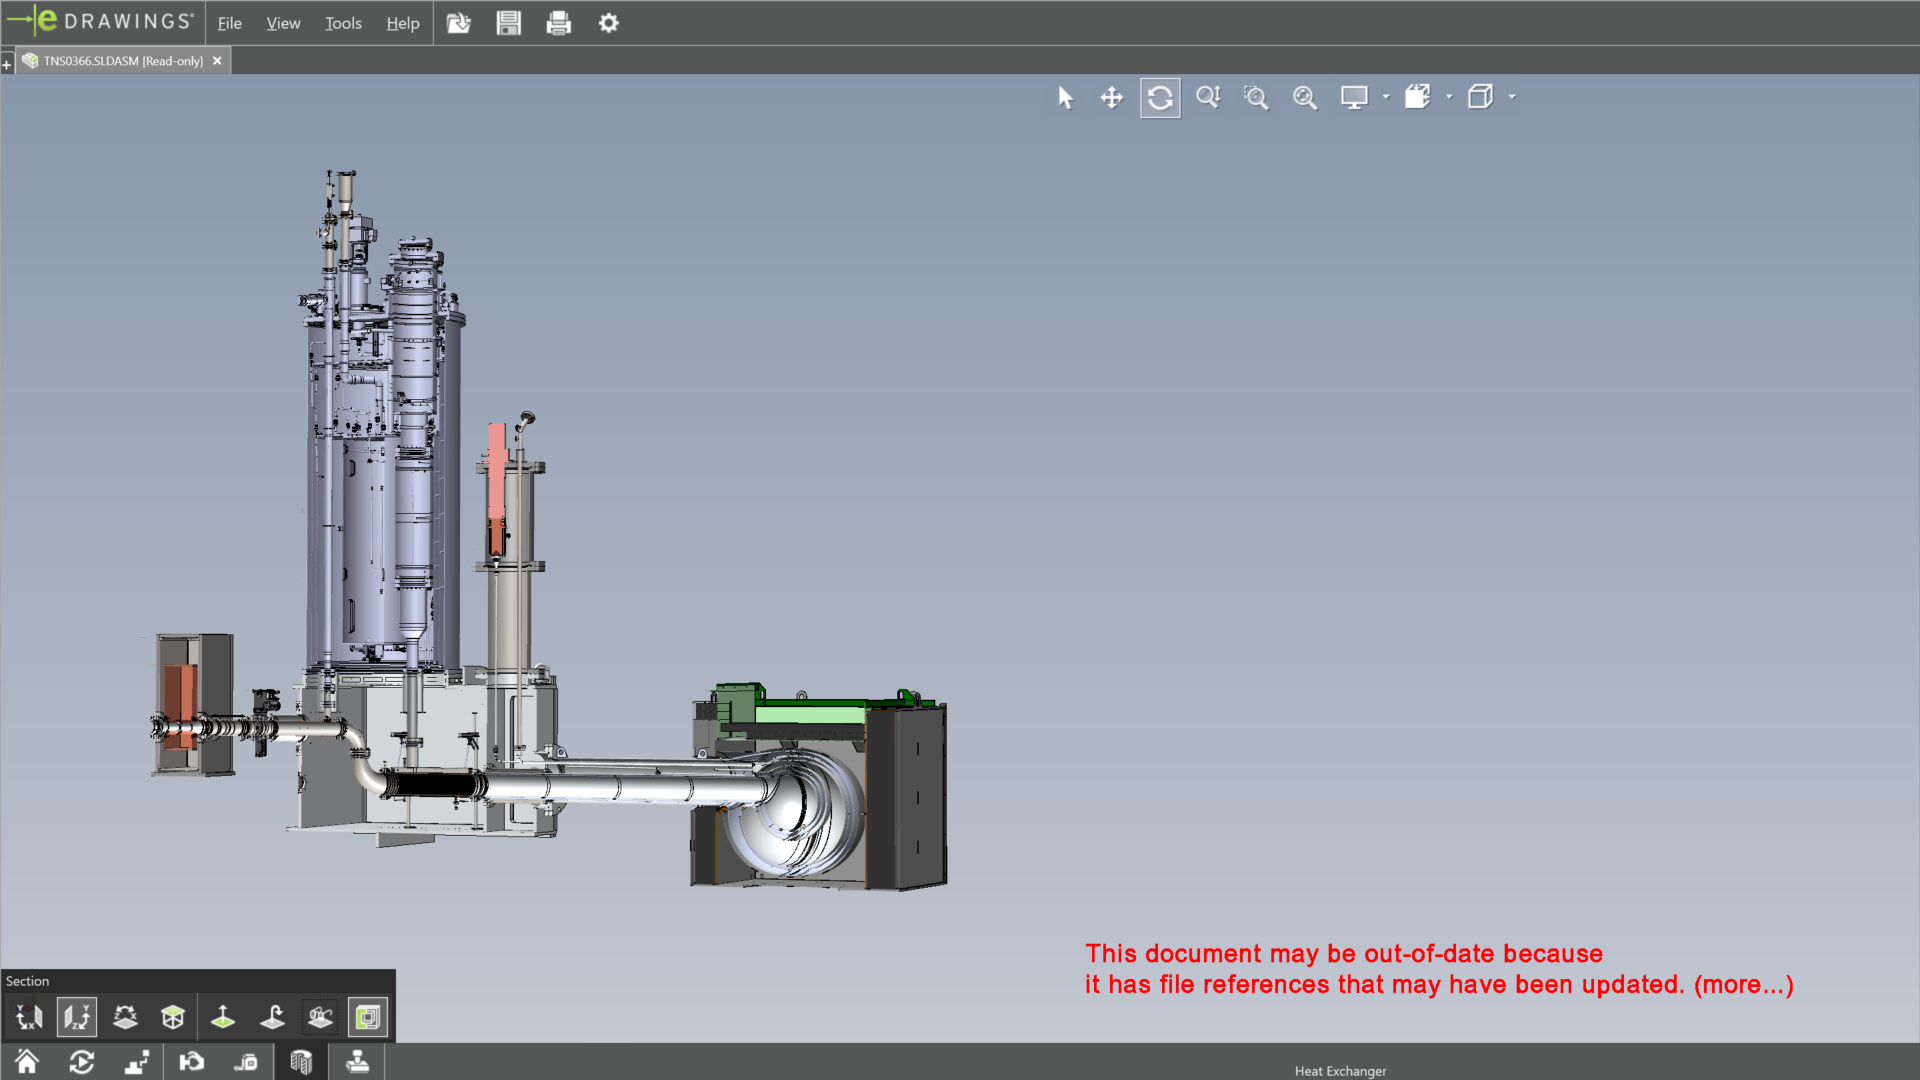 eDRAWINGS®
File View Tools Help
TNS0366.SLDASM [Read-only]
This document may be out-of-date because
it has file references that may have been updated. (more...)
Section
Heat Exchanger